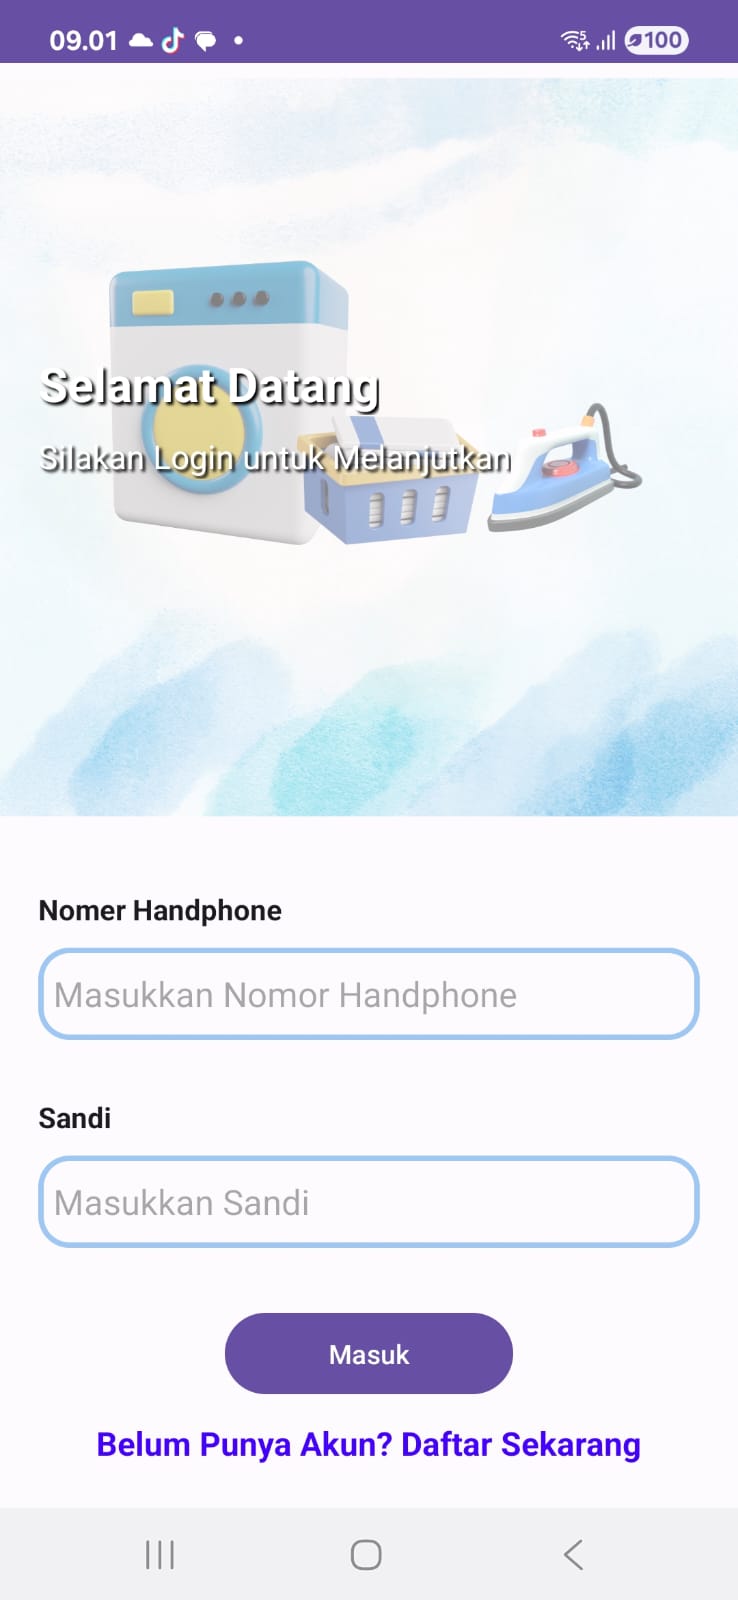 09.01
100
Selamat Datang
Silakan Login untuk Melanjutkan
Nomer Handphone
Masukkan Nomor Handphone
Sandi
Masukkan Sandi
Masuk
Belum Punya Akun? Daftar Sekarang